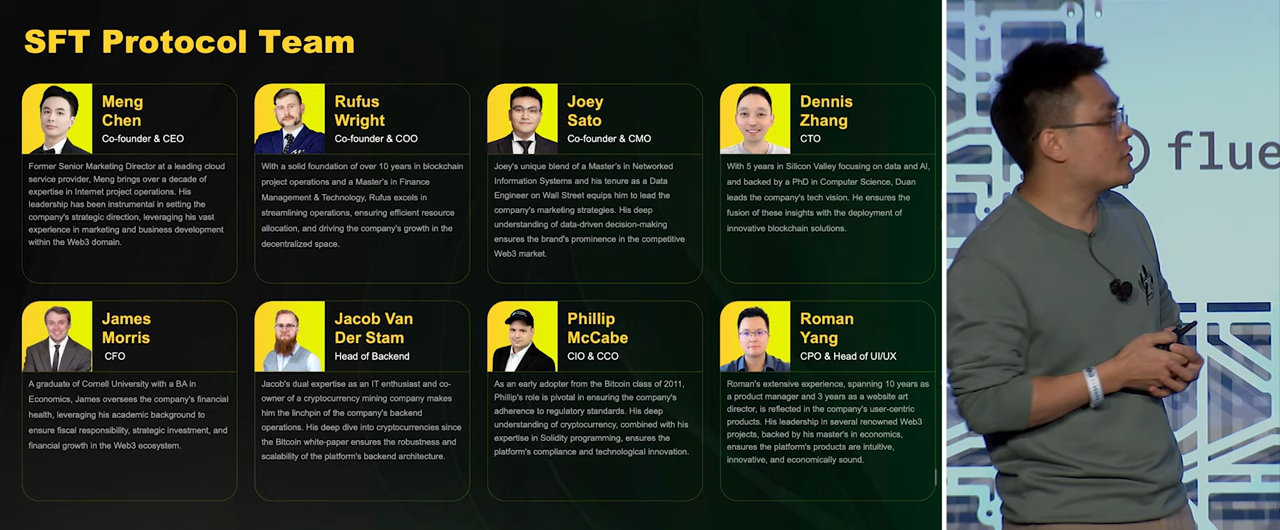 SFT Protocol Team
Meng
Chen
Co-founder & CEO
Former Senior Marketing Director at a leading cloud
service provider, Meng brings over a decade of
expertise in Internet project operations. His
leadership has been instrumental in setting the
company's strategic direction, leveraging his vast
experience in marketing and business development
within the Web3 domain.
Rufus
Wright
Co-founder & COO
With a solid foundation of over 10 years in blockchain
project operations and a Master's in Finance
Management & Technology, Rufus excels in
streamlining operations, ensuring efficient resource
allocation, and driving the company's growth in the
decentralized space.
Joey
Sato
Co-founder & CMO
Joey's unique blend of a Master's in Networked
Information Systems and his tenure as a Data
Engineer on Wall Street equips him to lead the
company's marketing strategies. His deep
understanding of data-driven decision-making
ensures the brand's prominence in the competitive
Web3 market.
Dennis
Zhang
CTO
With 5 years in Silicon Valley focusing on data and AI,
and backed by a PhD in Computer Science, Duan
leads the company's tech vision. He ensures the
fusion of these insights with the deployment of
innovative blockchain solutions.
James
Morris
CFO
A graduate of Cornell University with a BA in
Economics, James oversees the company's financial
health, leveraging his academic background to
ensure fiscal responsibility, strategic investment, and
financial growth in the Web3 ecosystem.
Jacob Van
Der Stam
Head of Backend
Jacob's dual expertise as an IT enthusiast and co-
owner of a cryptocurrency mining company makes
him the linchpin of the company's backend
operations. His deep dive into cryptocurrencies since
the Bitcoin white-paper ensures the robustness and
scalability of the platform's backend architecture.
Phillip
McCabe
CIO & CCO
As an early adopter from the Bitcoin class of 2011,
Phillip's role is pivotal in ensuring the company's
adherence to regulatory standards. His deep
understanding of cryptocurrency, combined with his
expertise in Solidity programming, ensures the
platform's compliance and technological innovation.
Roman
Yang
CPO & Head of UI/UX
Roman's extensive experience, spanning 10 years as
a product manager and 3 years as a website art
director, is reflected in the company's user-centric
products. His leadership in several renowned Web3
projects, backed by his master's in economics,
ensures the platform's products are intuitive,
innovative, and economically sound.
flue